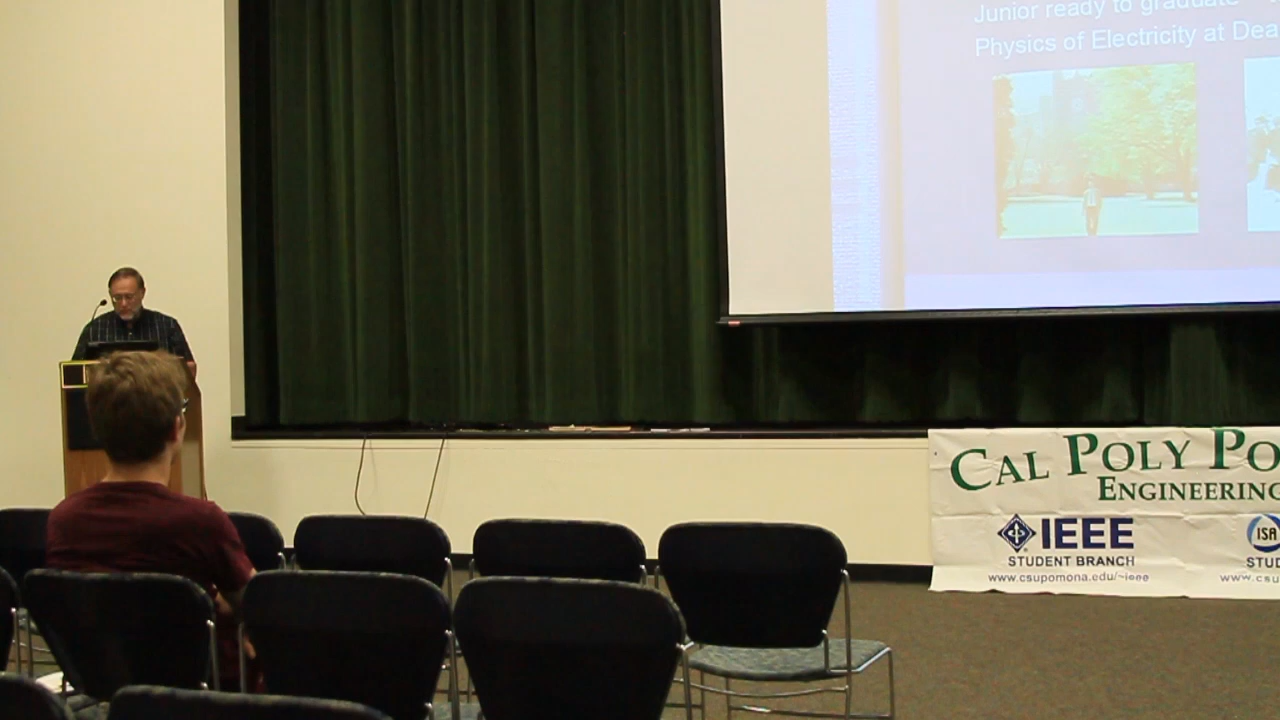 Junior ready to graduate
Physics of Electricity at Dea
CAL POLY PO
ENGINEERING
IEEE
STUDENT BRANCH
www.csupomona.edu/~ieee
ISA
STUD
www.csu